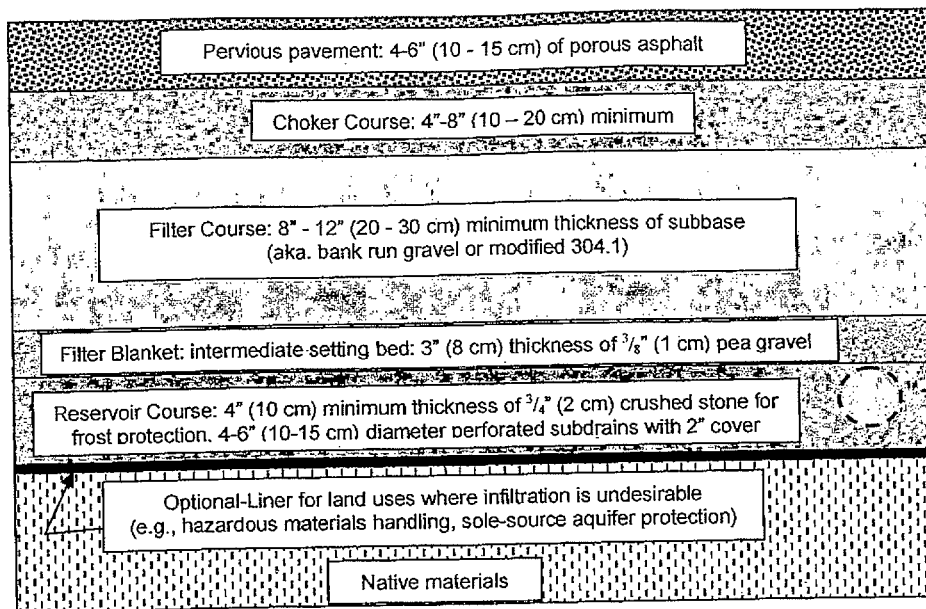 Pervious pavement: 4-6" (10 - 15 cm) of porous asphalt
Choker Course: 4"-8" (10 – 20 cm) minimum
Filter Course: 8" - 12" (20 - 30 cm) minimum thickness of subbase
(aka. bank run gravel or modified 304.1)
Filter Blanket: intermediate setting bed: 3" (8 cm) thickness of 3/8" (1 cm) pea gravel
Reservoir Course: 4" (10 cm) minimum thickness of 3/4" (2 cm) crushed stone for
frost protection. 4-6" (10-15 cm) diameter perforated subdrains with 2" cover
Optional-Liner for land uses where infiltration is undesirable
(e.g., hazardous materials handling, sole-source aquifer protection)
Native materials